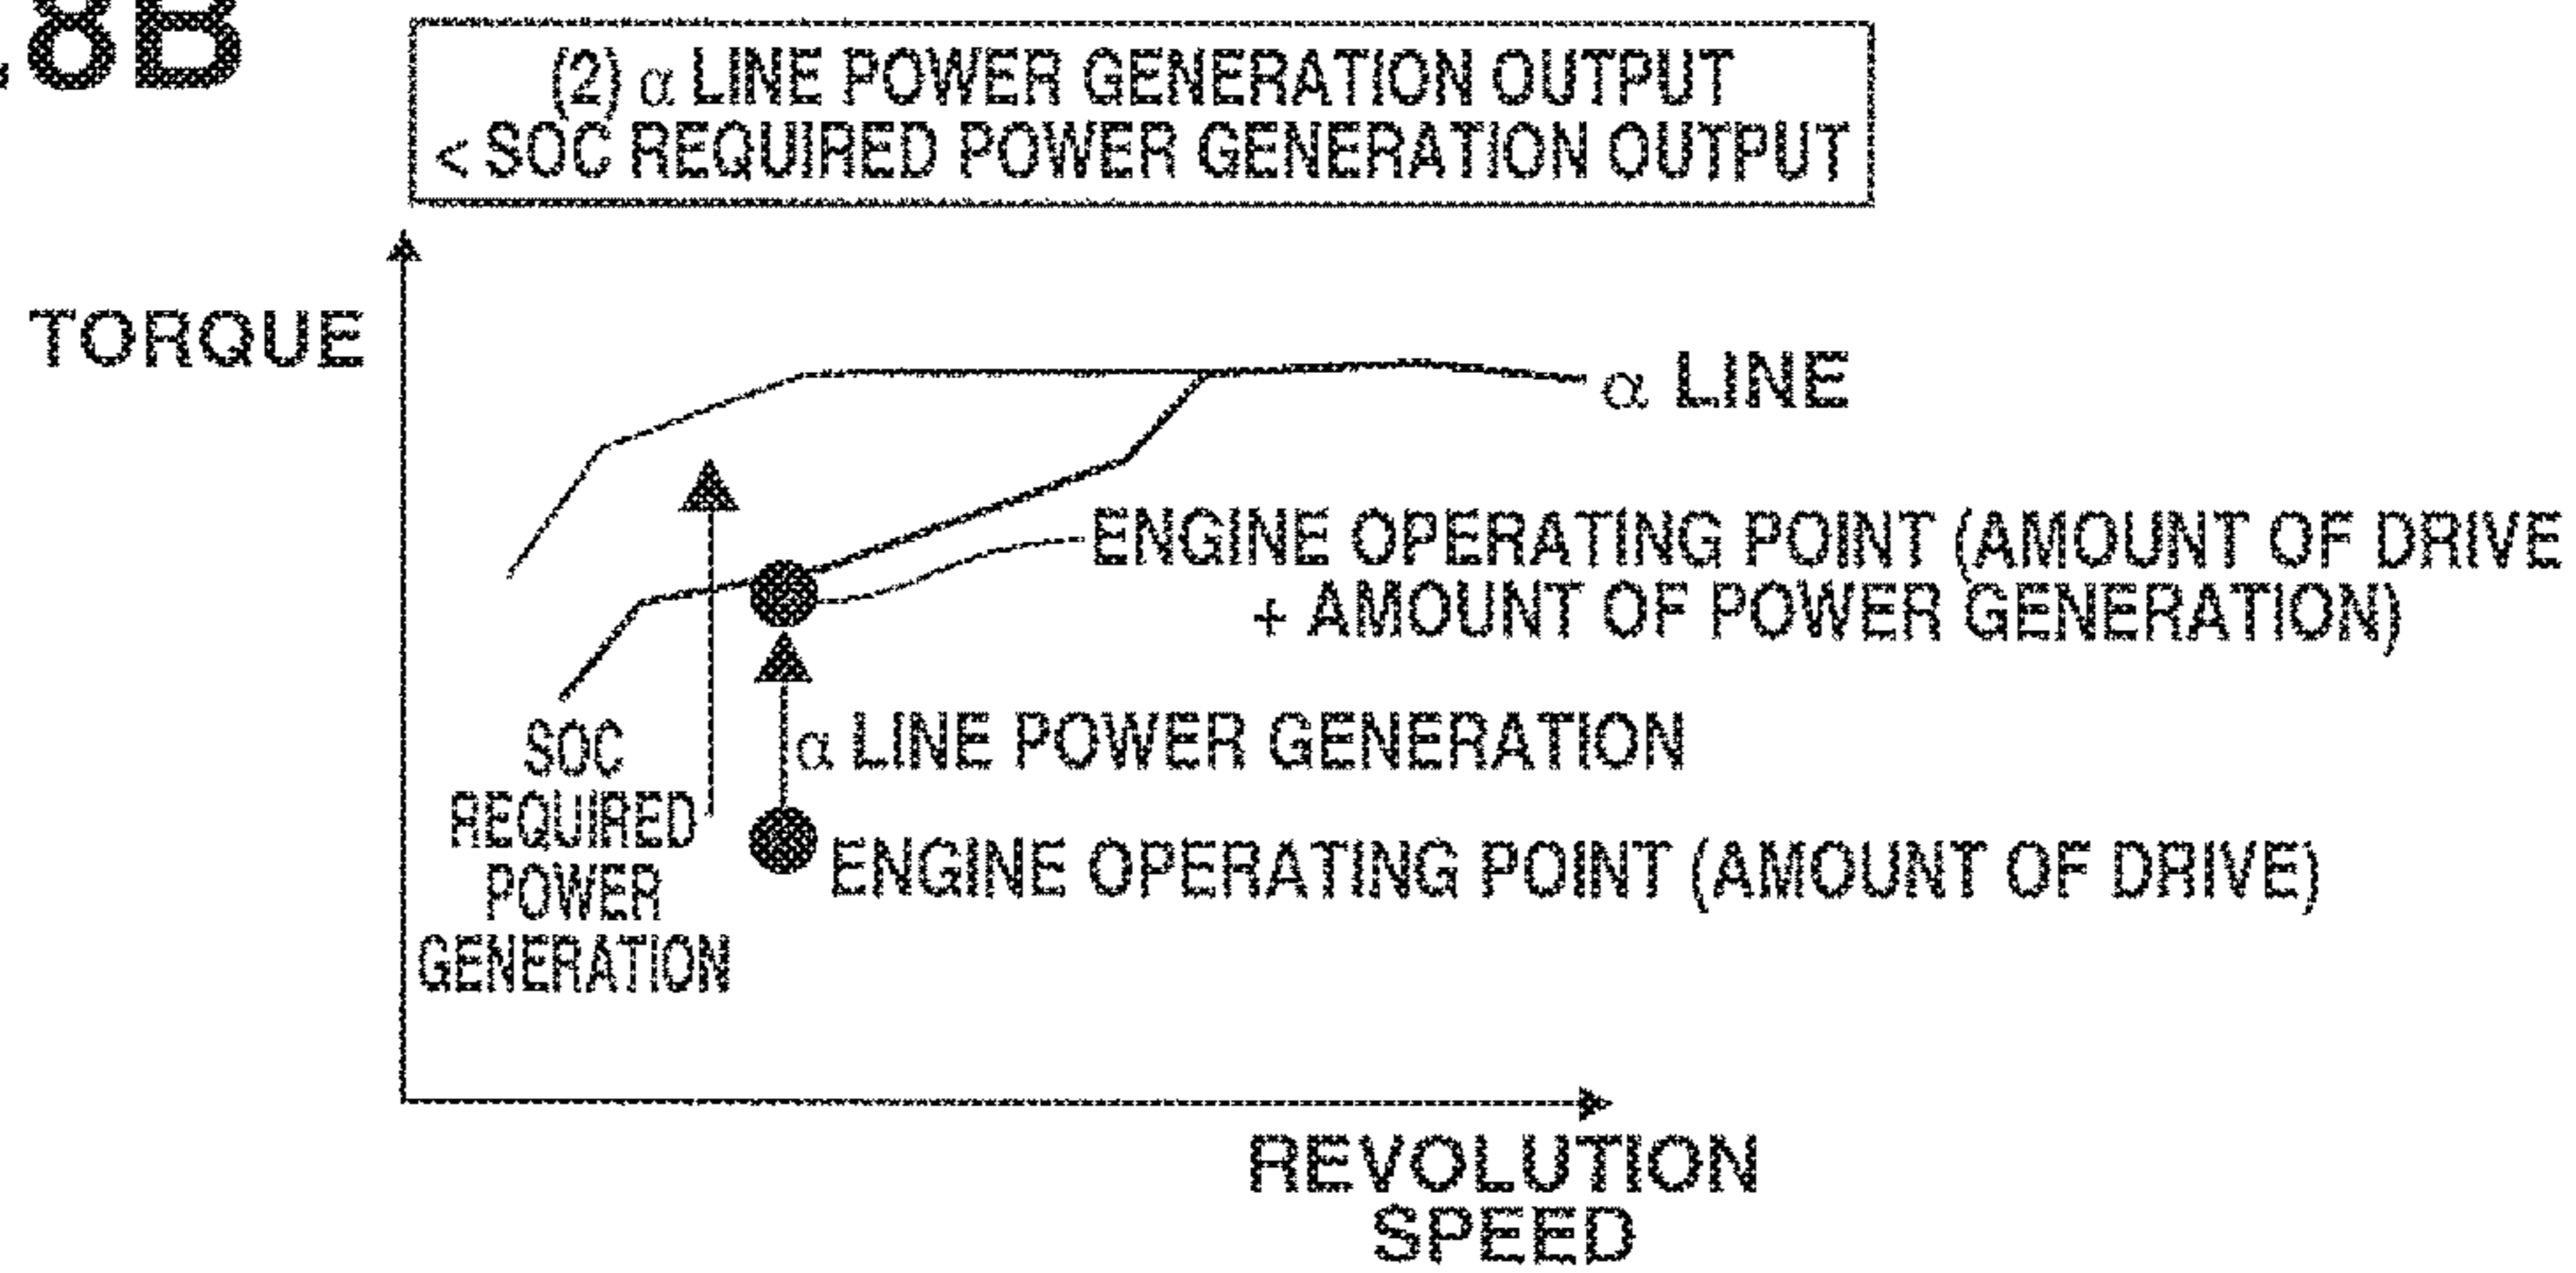 .8B
(2) α LINE POWER GENERATION OUTPUT
< SOC REQUIRED POWER GENERATION OUTPUT
TORQUE
α LINE
ENGINE OPERATING POINT (AMOUNT OF DRIVE
+ AMOUNT OF POWER GENERATION)
α LINE POWER GENERATION
SOC
REQUIRED
POWER
GENERATION
ENGINE OPERATING POINT (AMOUNT OF DRIVE)
REVOLUTION
SPEED